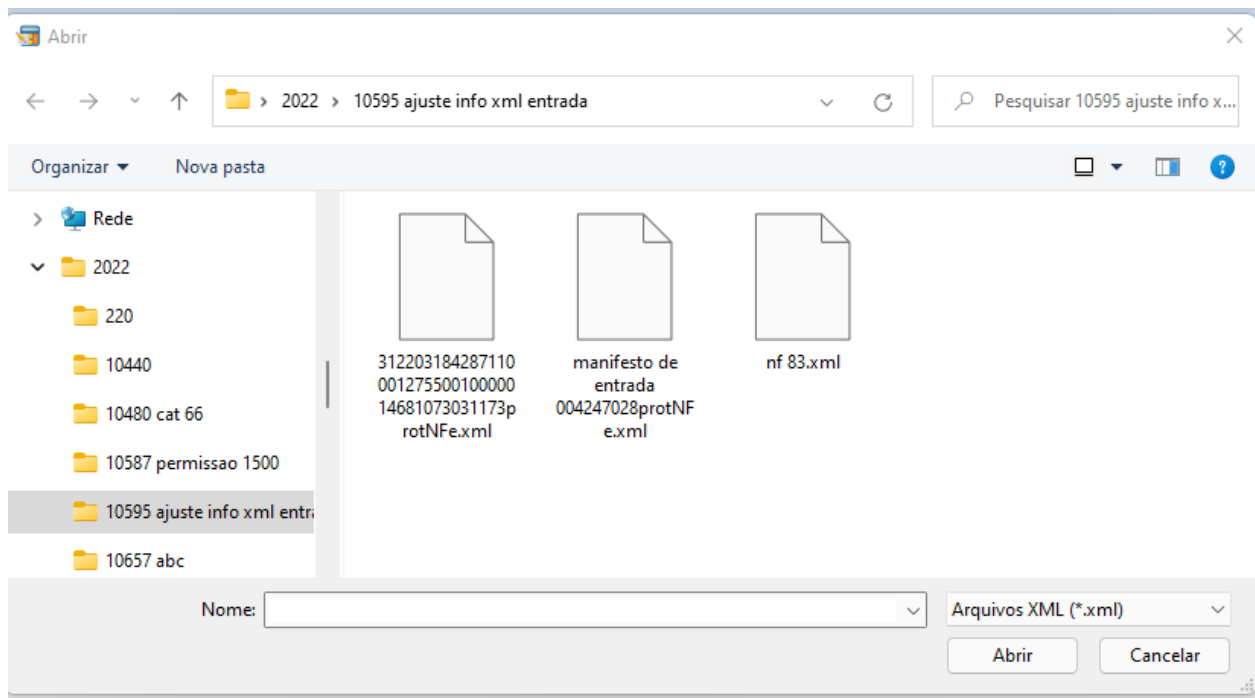 Abrir
2022 > 10595 ajuste info xml entrada
Pesquisar 10595 ajuste info x...
Organizar
Nova pasta
Rede
2022
220
10440
10480 cat 66
10587 permissao 1500
10595 ajuste info xml entra
10657 abc
312203184287110
001275500100000
14681073031173p
rotNFe.xml
manifesto de
entrada
004247028protNF
e.xml
nf 83.xml
Nome:
Arquivos XML (*.xml)
Abrir
Cancelar